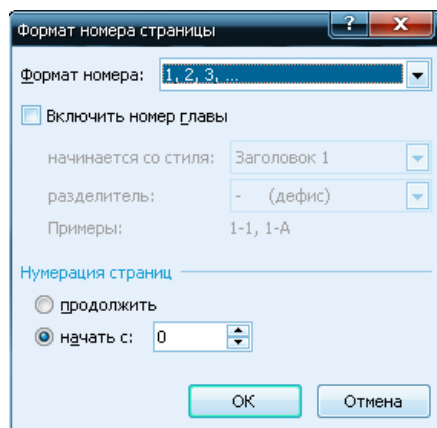 Формат номера страницы
Формат номера: 1, 2, 3, ...
Включить номер главы
начинается со стиля: Заголовок 1
разделитель: - (дефис)
Примеры: 1-1, 1-A
Нумерация страниц
продолжить
начать с: 0
ОК Отмена